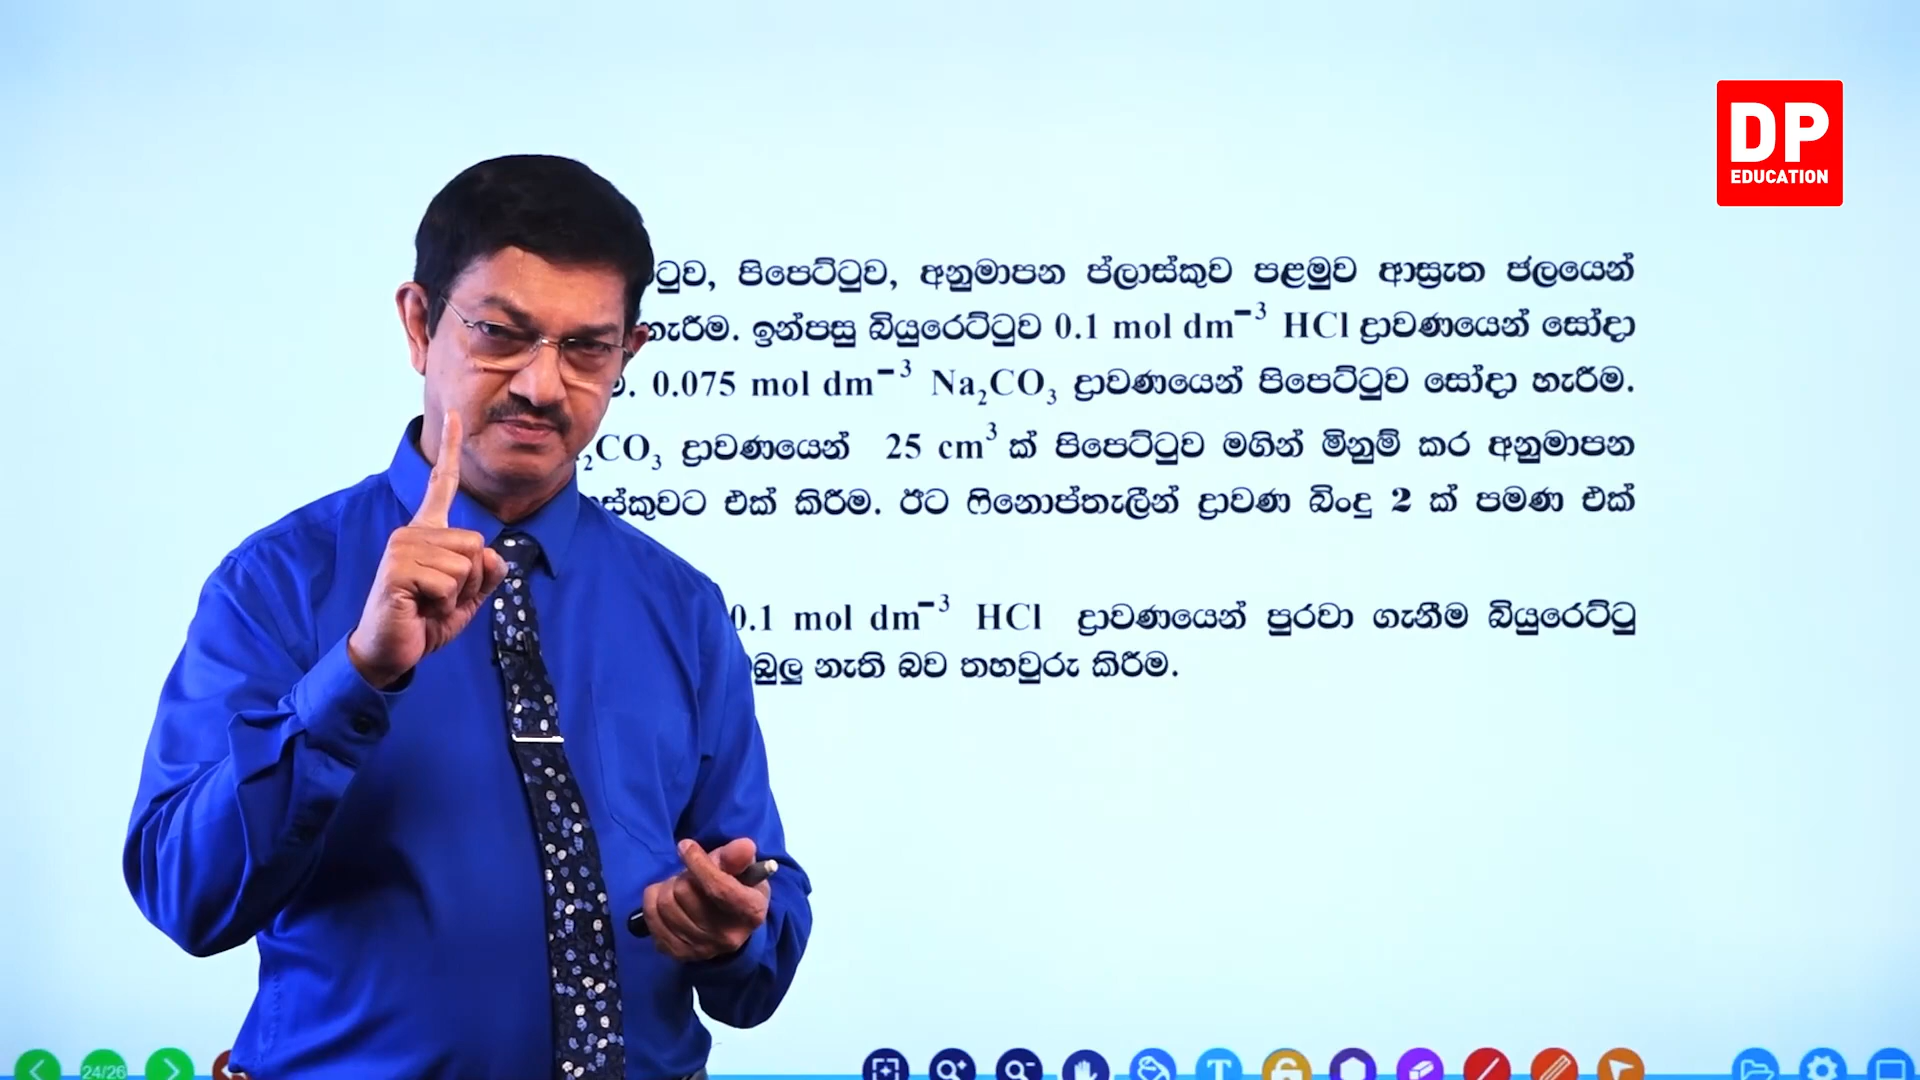 DP
EDUCATION
පිපෙට්ටුව, අනුමාපන ප්ලාස්කුව පළමුව ආස්‍රැත ජලයෙන්
හැරීම. ඉන්පසු බියුරෙට්ටුව 0.1 mol dm⁻³ HCl ද්‍රාවණයෙන් සෝදා
0.075 mol dm⁻³ Na₂CO₃ ද්‍රාවණයෙන් පිපෙට්ටුව සෝදා හැරීම.
₂CO₃ ද්‍රාවණයෙන් 25 cm³ ක් පිපෙට්ටුව මගින් මිනුම් කර අනුමාපන
ස්කුවට එක් කිරීම. ඊට ෆිනොප්තැලීන් ද්‍රාවණ බිංදු 2 ක් පමණ එක්
0.1 mol dm⁻³ HCl ද්‍රාවණයෙන් පුරවා ගැනීම බියුරෙට්ටු
බුලු නැති බව තහවුරු කිරීම.
24/26